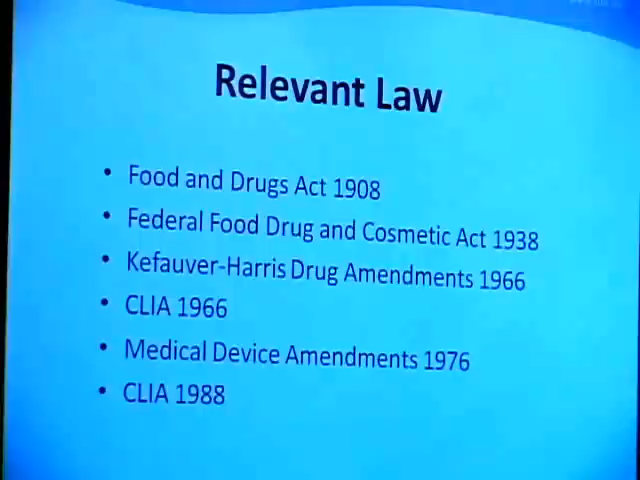 Relevant Law
• Food and Drugs Act 1908
• Federal Food Drug and Cosmetic Act 1938
• Kefauver-Harris Drug Amendments 1966
• CLIA 1966
• Medical Device Amendments 1976
• CLIA 1988